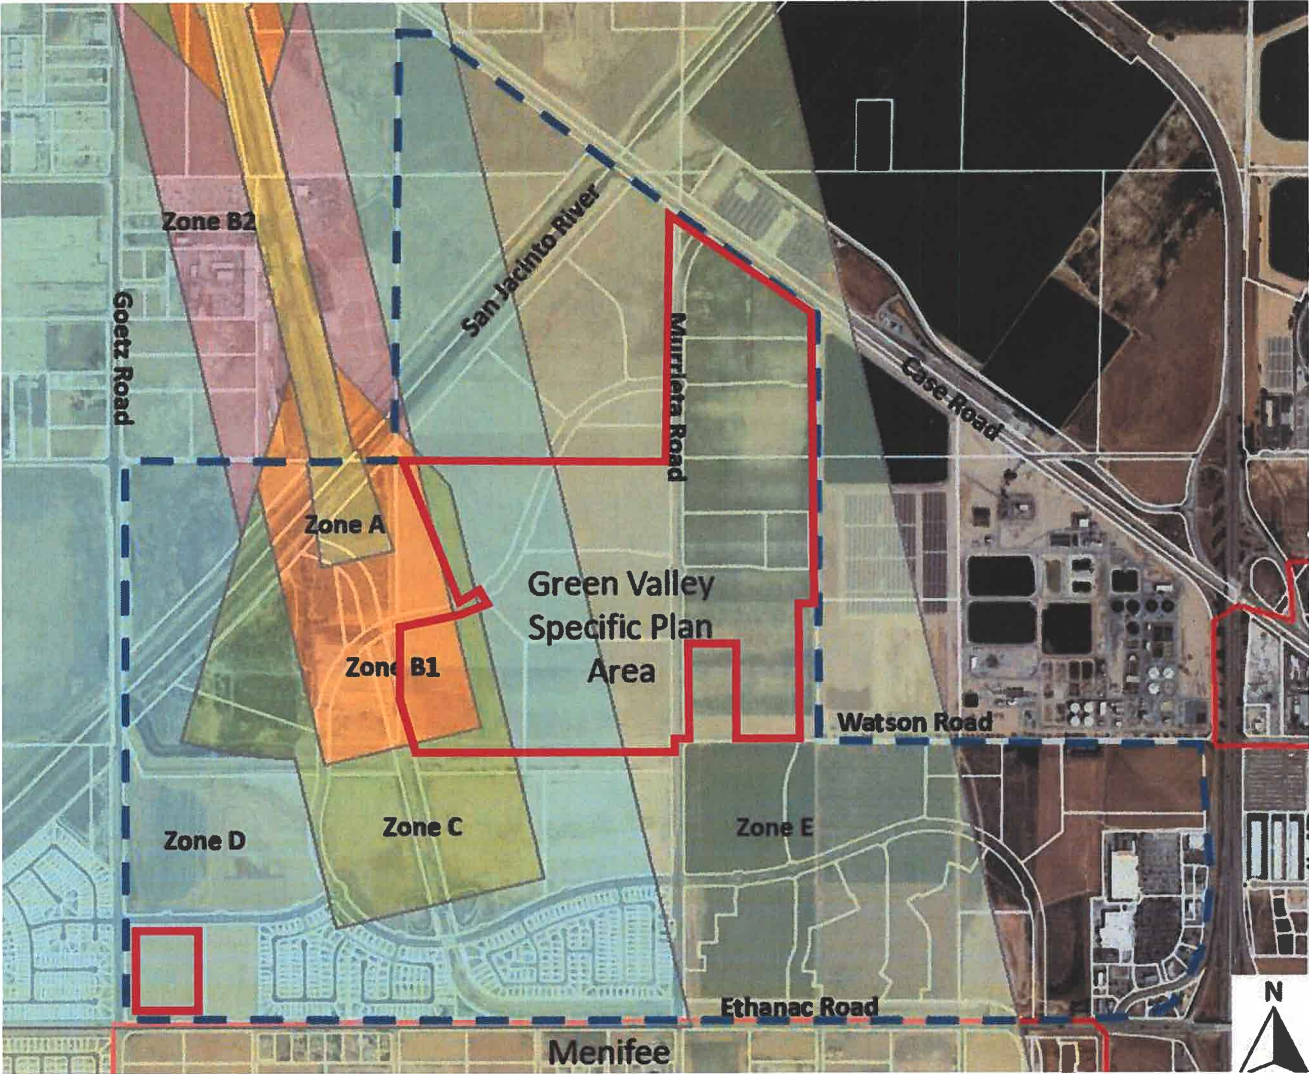 Zone B2
San Jacinto River
Goetz Road
Murrieta Road
Case Road
Zone A
Green Valley
Specific Plan
Area
Zone B1
Watson Road
Zone D
Zone C
Zone E
Ethanac Road
N
Menifee